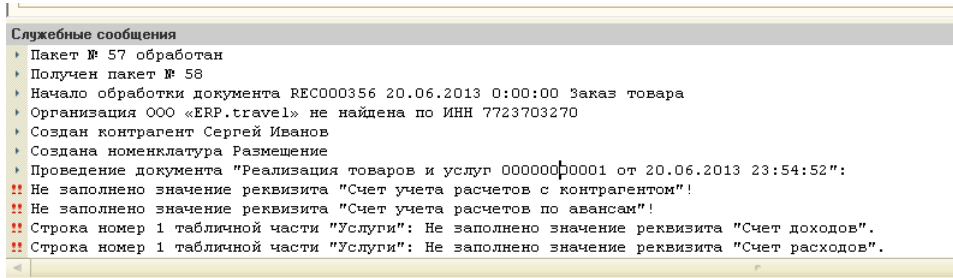 Служебные сообщения
Пакет № 57 обработан
Получен пакет № 58
Начало обработки документа REC000356 20.06.2013 0:00:00 Заказ товара
Организация ООО «ERP.travel» не найдена по ИНН 7723703270
Создан контрагент Сергей Иванов
Создана номенклатура Размещение
Проведение документа "Реализация товаров и услуг 00000000001 от 20.06.2013 23:54:52":
!! Не заполнено значение реквизита "Счет учета расчетов с контрагентом"!
!! Не заполнено значение реквизита "Счет учета расчетов по авансам"!
!! Строка номер 1 табличной части "Услуги": Не заполнено значение реквизита "Счет доходов".
!! Строка номер 1 табличной части "Услуги": Не заполнено значение реквизита "Счет расходов".